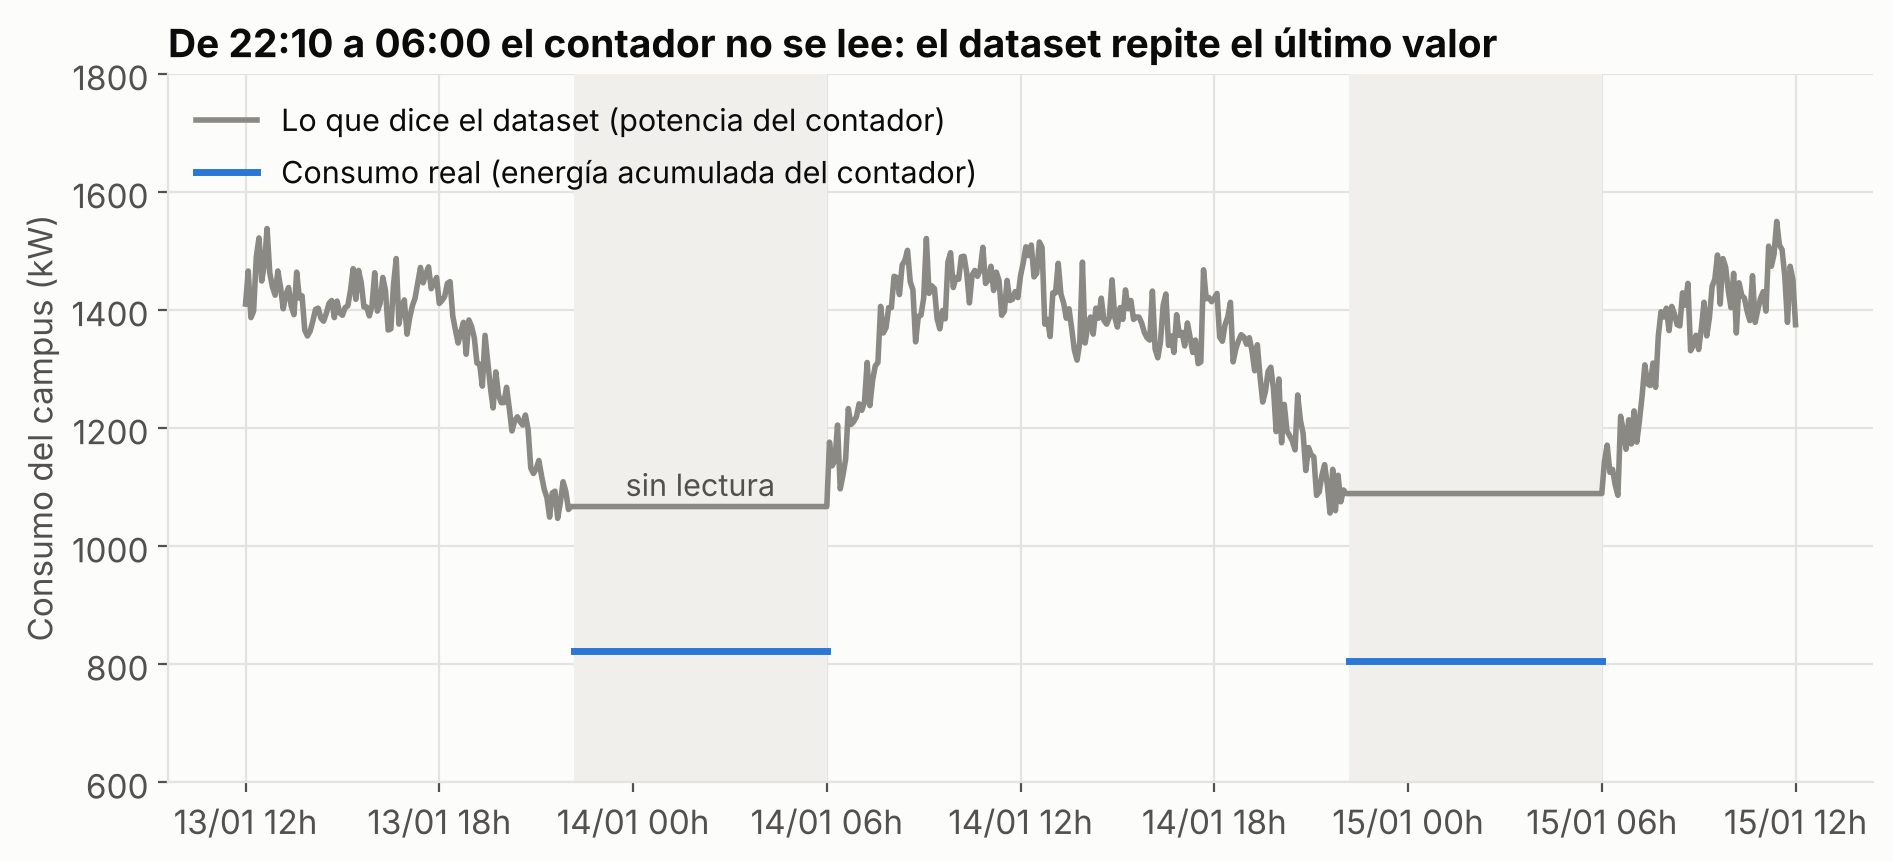 De 22:10 a 06:00 el contador no se lee: el dataset repite el último valor
Lo que dice el dataset (potencia del contador)
Consumo real (energía acumulada del contador)
Consumo del campus (kW)
1800
1600
1400
1200
1000
800
600
sin lectura
13/01 12h
13/01 18h
14/01 00h
14/01 06h
14/01 12h
14/01 18h
15/01 00h
15/01 06h
15/01 12h